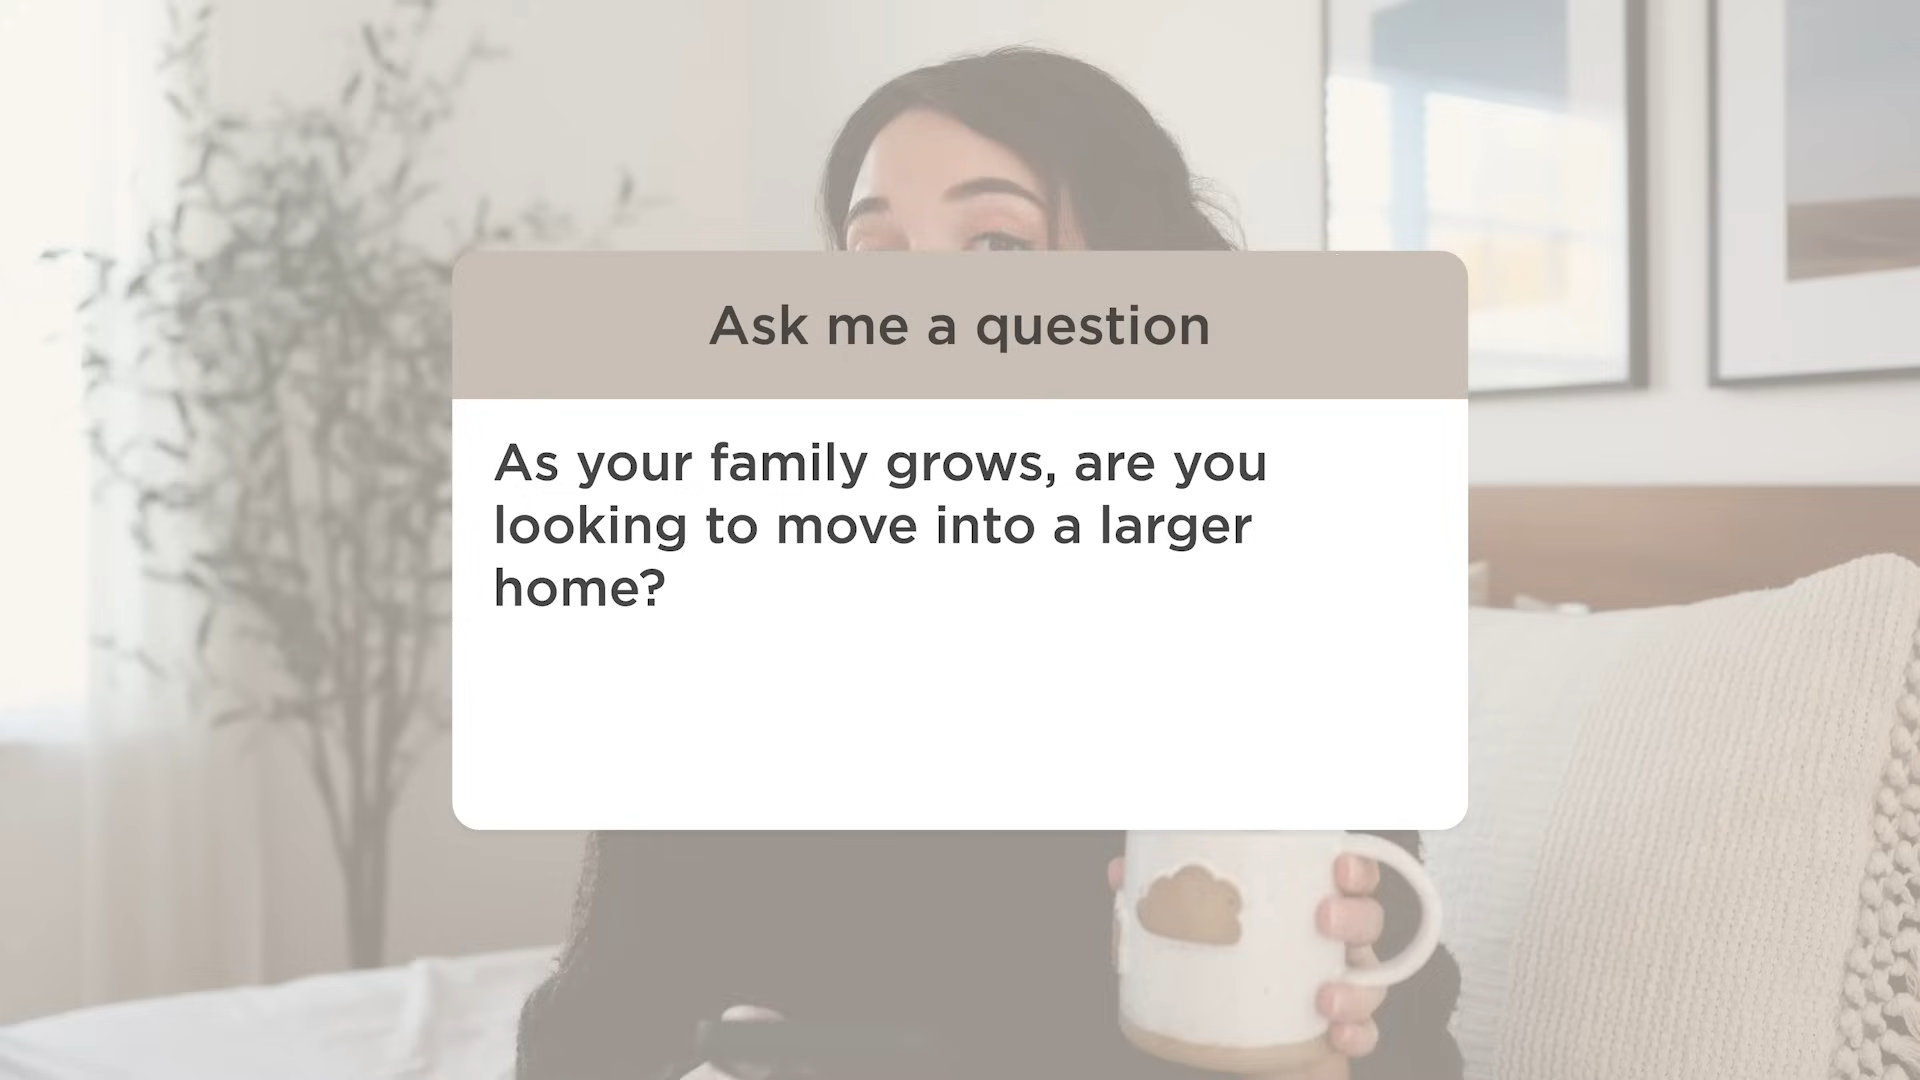 Ask me a question
As your family grows, are you
looking to move into a larger
home?